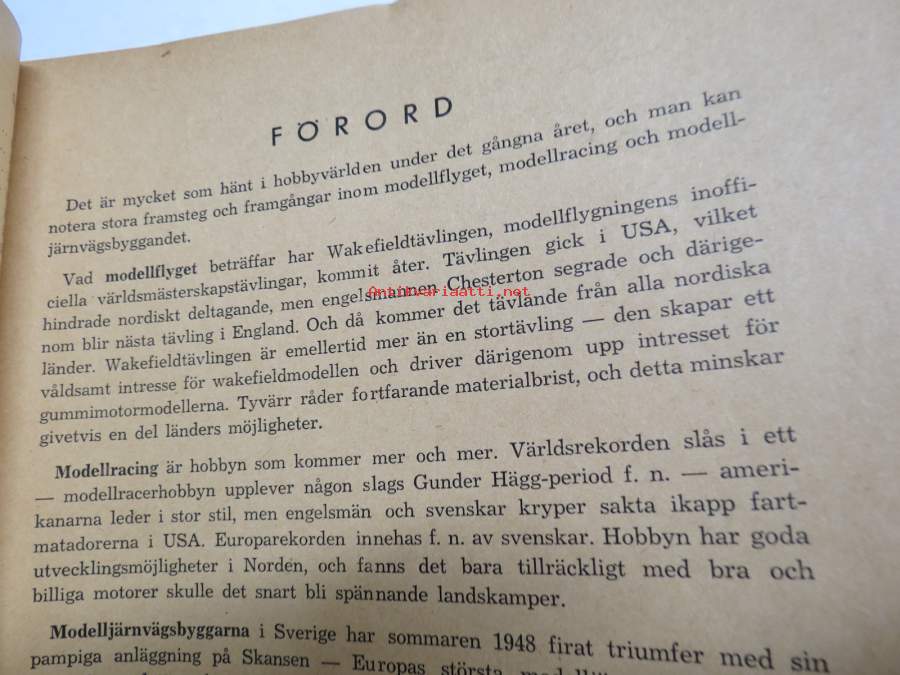 FÖRORD
Det är mycket som hänt i hobbyvärlden under det gångna året, och man kan
notera stora framsteg och framgångar inom modellflyget, modellracing och modell-
järnvägsbyggandet.
Vad modellflyget beträffar har Wakefieldtävlingen, modellflygningens inoffi-
ciella världsmästerskapstävlingar, kommit åter. Tävlingen gick i USA, vilket
hindrade nordiskt deltagande, men engelsmannen Chesterton segrade och därige-
nom blir nästa tävling i England. Och då kommer det tävlande från alla nordiska
länder. Wakefieldtävlingen är emellertid mer än en stortävling — den skapar ett
våldsamt intresse för wakefieldmodellen och driver därigenom upp intresset för
gummimotormodellerna. Tyvärr råder fortfarande materialbrist, och detta minskar
givetvis en del länders möjligheter.
Antikvariaatti.net
Modellracing är hobbyn som kommer mer och mer. Världsrekorden slås i ett
— modellracerhobbyn upplever någon slags Gunder Hägg-period f. n. — ameri-
kanarna leder i stor stil, men engelsmän och svenskar kryper sakta ikapp fart-
matadorerna i USA. Europarekorden innehas f. n. av svenskar. Hobbyn har goda
utvecklingsmöjligheter i Norden, och fanns det bara tillräckligt med bra och
billiga motorer skulle det snart bli spännande landskamper.
Modelljärnvägsbyggarna i Sverige har sommaren 1948 firat triumfer med sin
pampiga anläggning på Skansen — Europas största